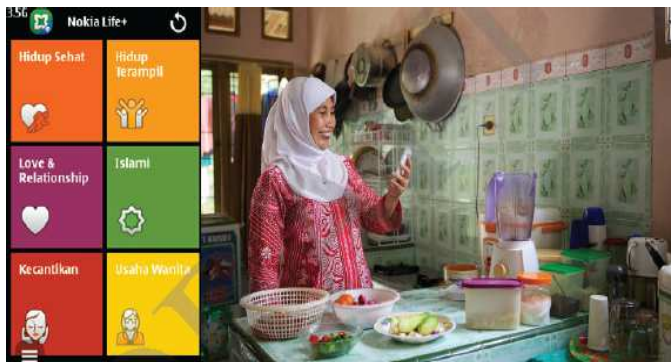 3.56
Nokia Life+
Hidup Sehat
Hidup
Terampil
Love &
Relationship
Islami
Kecantikan
Usaha Wanita